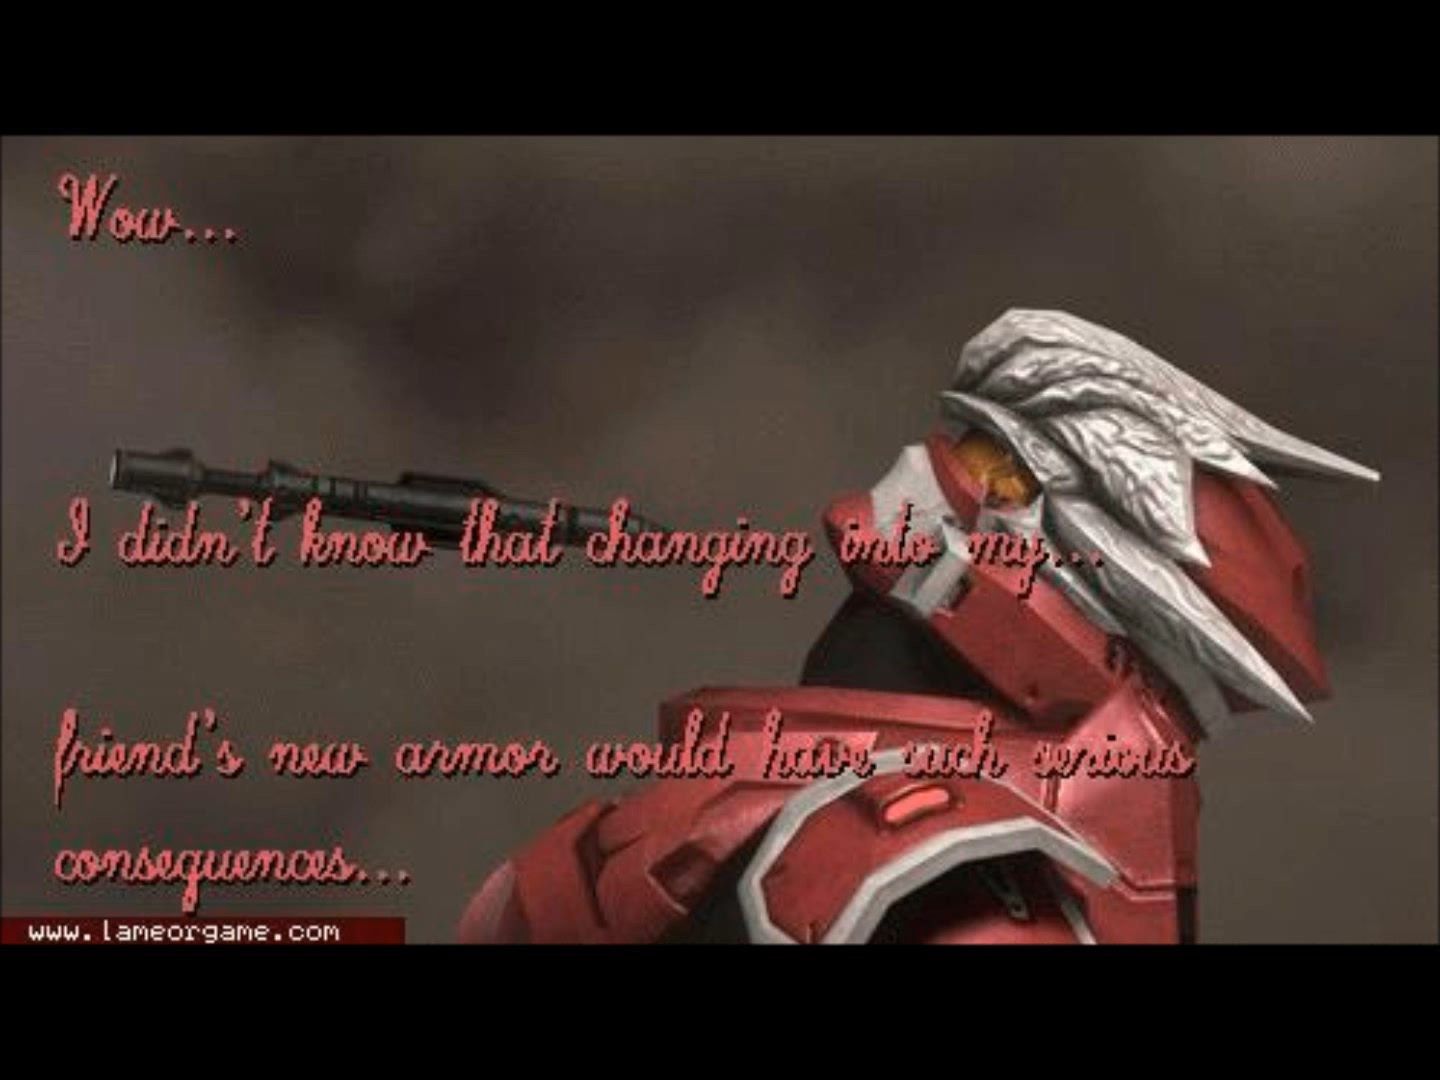 Wow...
I didn't know that changing into my...
friend's new armor would have such serious
consequences...
www.lameorgame.com